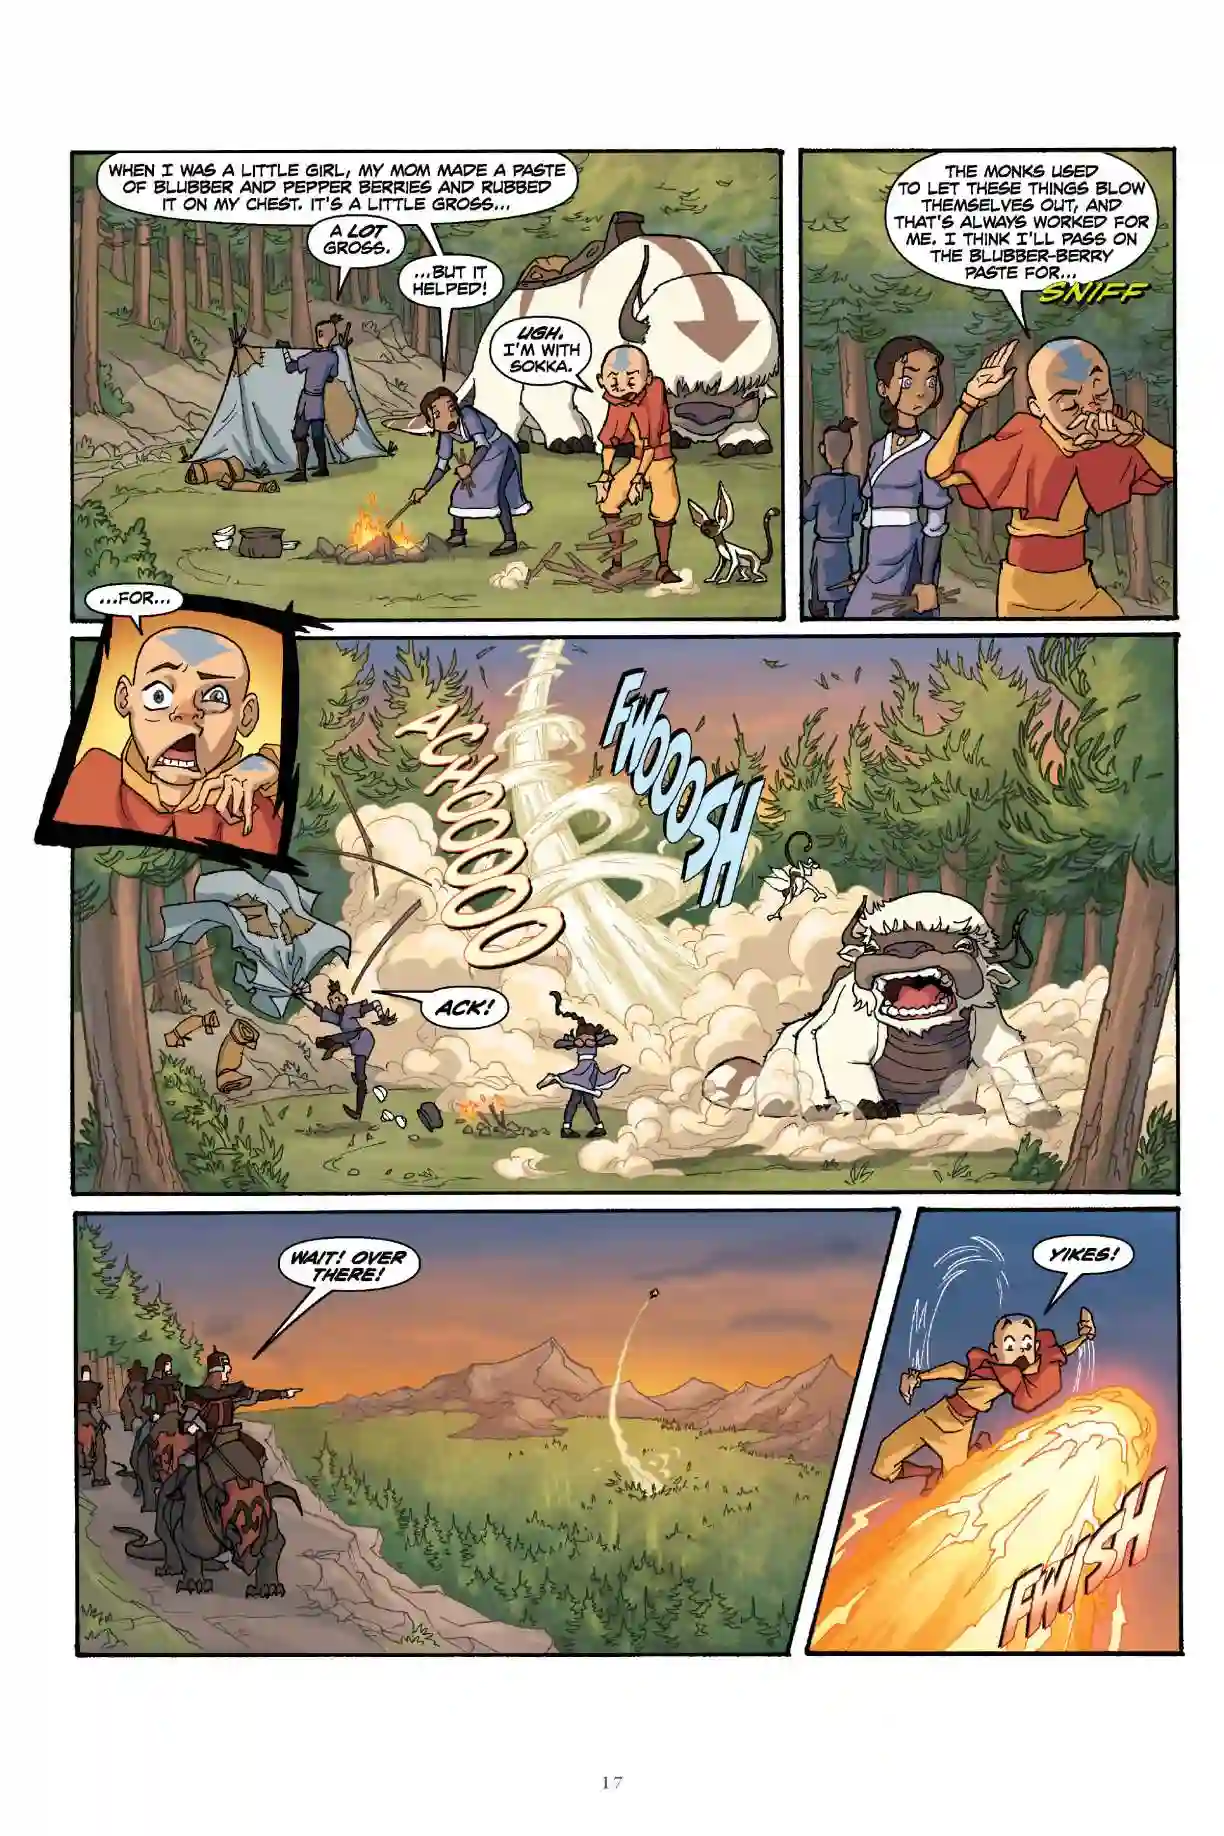 WHEN I WAS A LITTLE GIRL, MY MOM MADE A PASTE
OF BLUBBER AND PEPPER BERRIES AND RUBBED
IT ON MY CHEST. IT'S A LITTLE GROSS...
A LOT
GROSS.
...BUT IT
HELPED!
UGH.
I'M WITH
SOKKA.
THE MONKS USED
TO LET THESE THINGS BLOW
THEMSELVES OUT, AND
THAT'S ALWAYS WORKED FOR
ME. I THINK I'LL PASS ON
THE BLUBBER-BERRY
PASTE FOR...
SNIFF
...FOR...
ACHOOOOOO
FWOOOSH
ACK!
WAIT! OVER
THERE!
YIKES!
FWISH
17